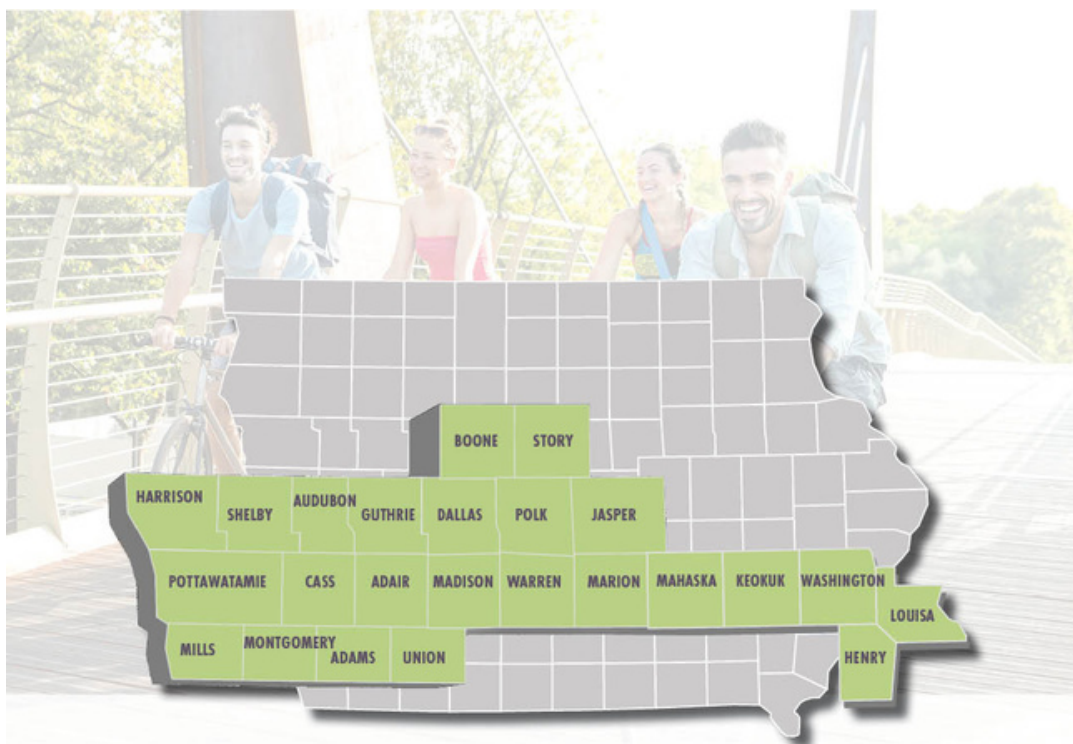 BOONE STORY
HARRISON SHELBY AUDUBON GUTHRIE DALLAS POLK JASPER
POTTAWATAMIE CASS ADAIR MADISON WARREN MARION MAHASKA KEOKUK WASHINGTON
LOUISA
MILLS MONTGOMERY ADAMS UNION HENRY